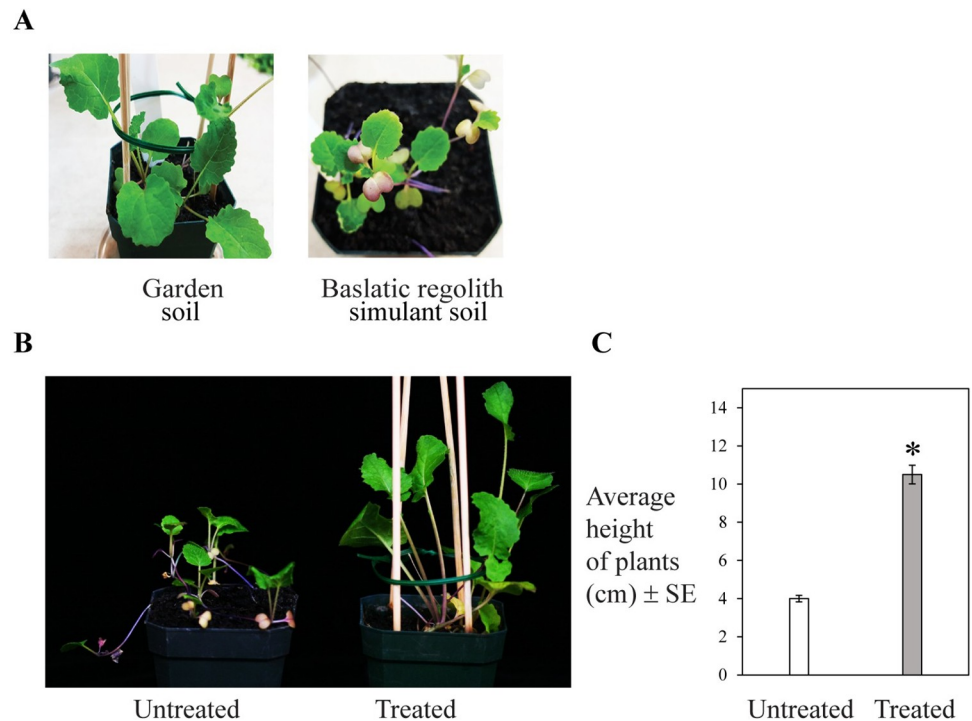 A
Garden
soil
Baslatic regolith
simulant soil
B
Untreated
Treated
C
Average
height
of plants
(cm) ± SE
14
12
10
8
6
4
2
0
*
Untreated
Treated